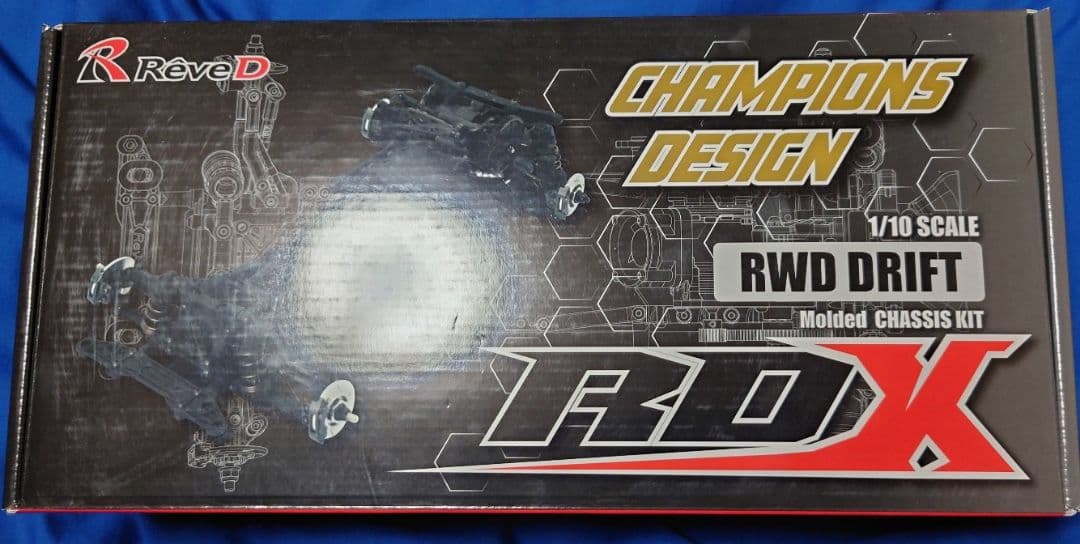 R RêveD
CHAMPIONS
DESIGN
1/10 SCALE
RWD DRIFT
Molded CHASSIS KIT
RDX